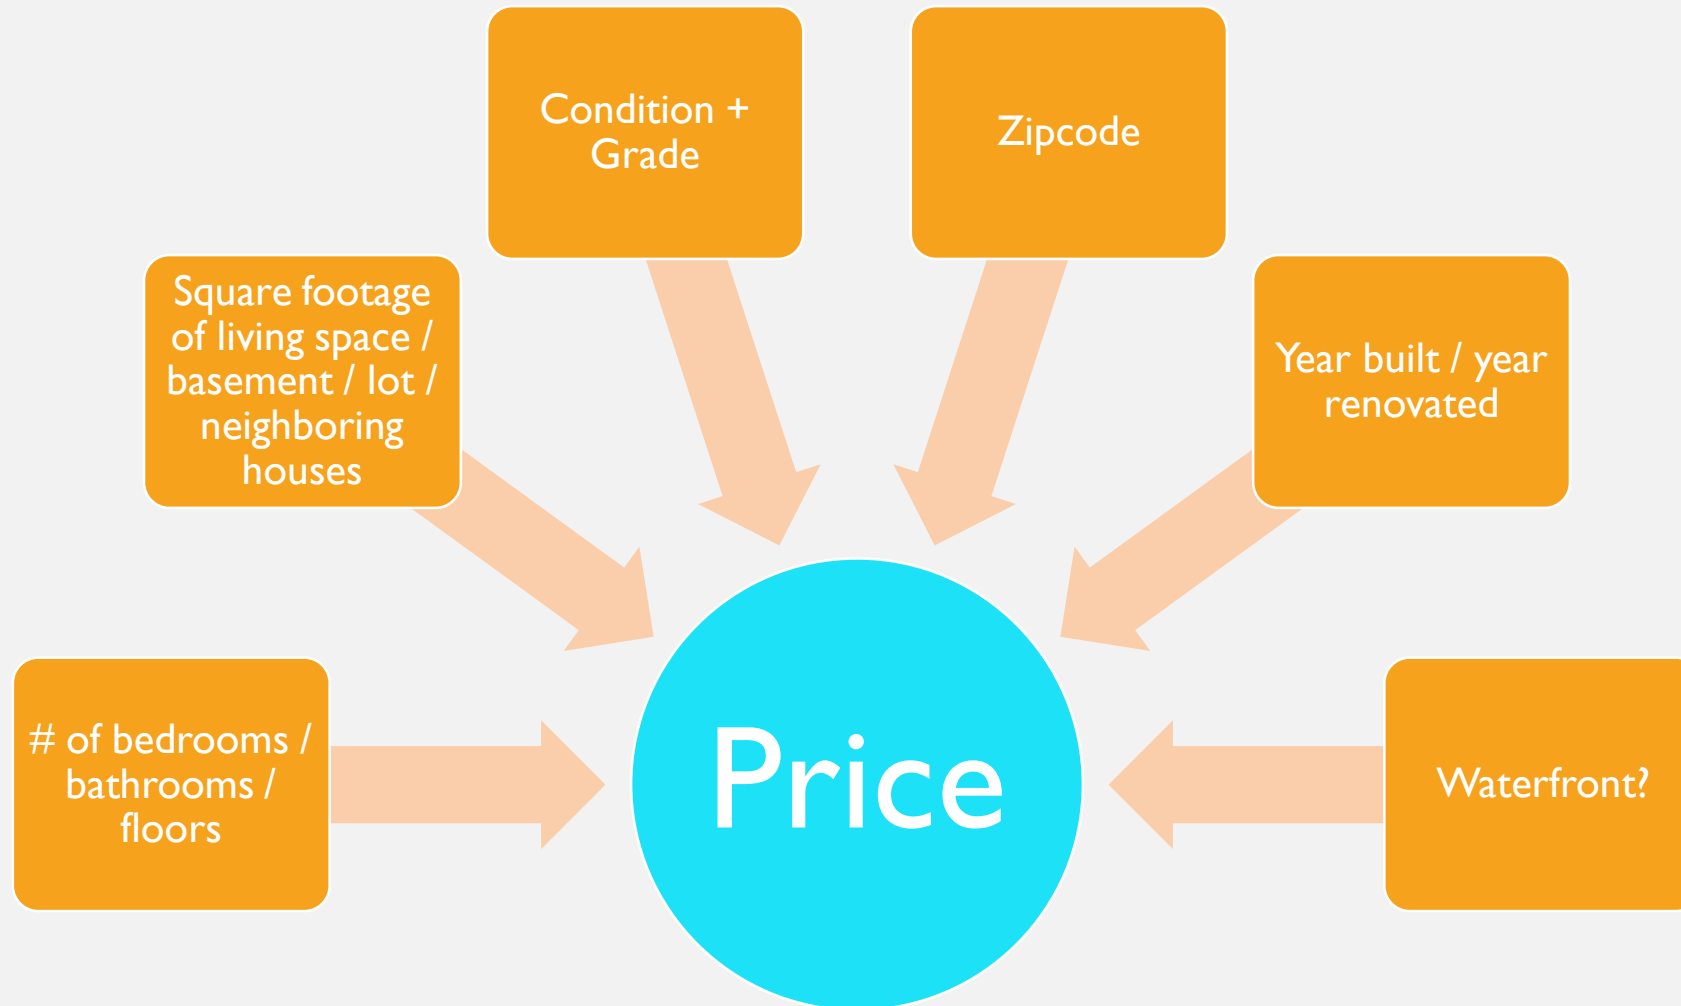 Condition +
Grade
Zipcode
Square footage
of living space /
basement / lot /
neighboring
houses
Year built / year
renovated
# of bedrooms /
bathrooms /
floors
Price
Waterfront?